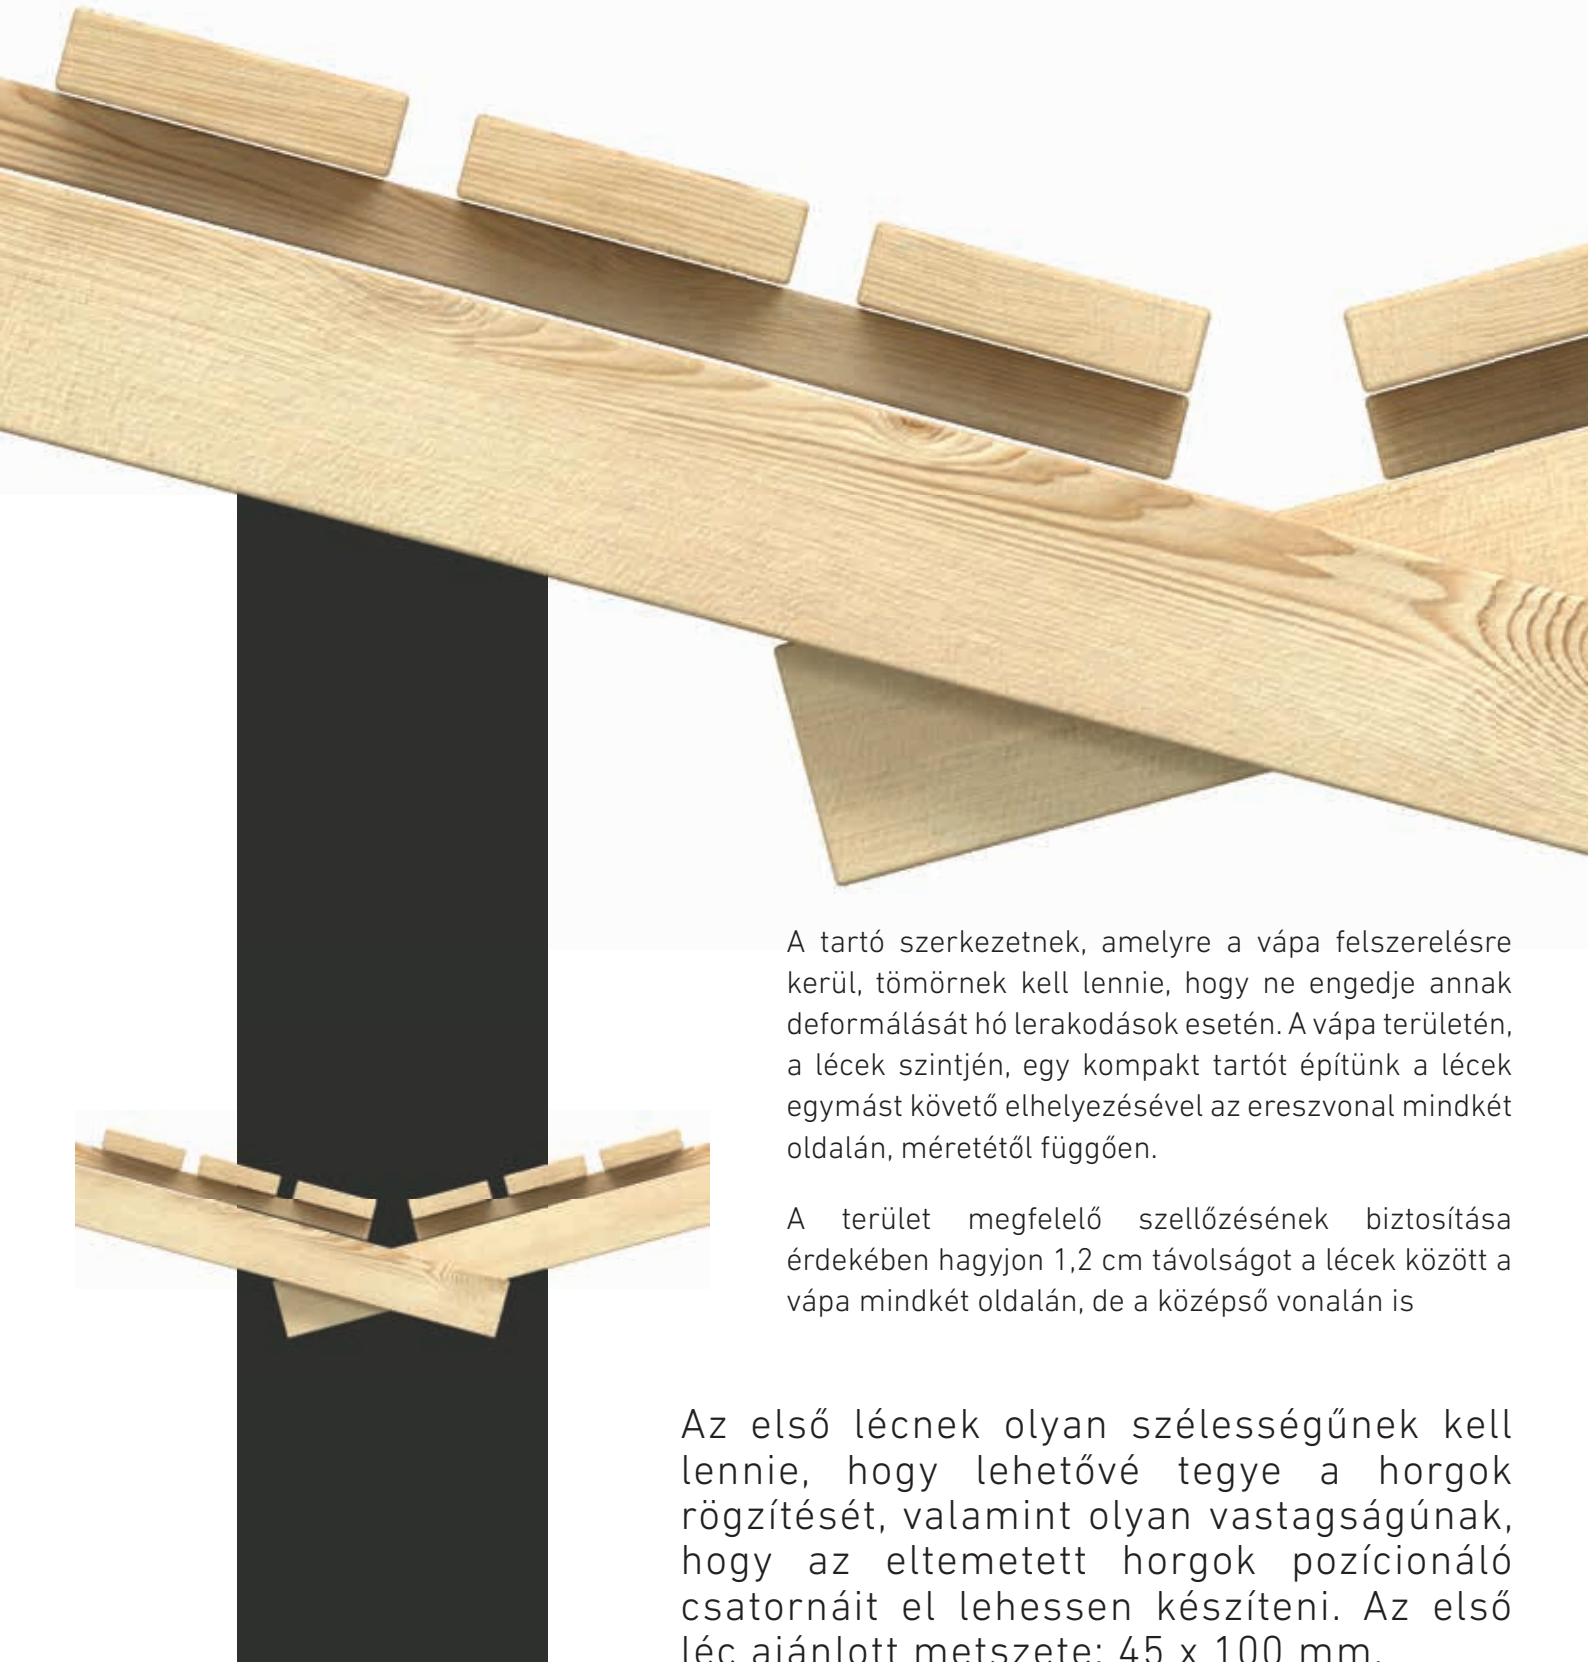 A tartó szerkezetnek, amelyre a vápa felszerelésre
kerül, tömörnek kell lennie, hogy ne engedje annak
deformálását hó lerakodások esetén. A vápa területén,
a lécek szintjén, egy kompakt tartót építünk a lécek
egymást követő elhelyezésével az ereszvonal mindkét
oldalán, méretétől függően.
A terület megfelelő szellőzésének biztosítása
érdekében hagyjon 1,2 cm távolságot a lécek között a
vápa mindkét oldalán, de a középső vonalán is
Az első lécnek olyan szélességűnek kell
lennie, hogy lehetővé tegye a horgok
rögzítését, valamint olyan vastagságúnak,
hogy az eltemetett horgok pozícionáló
csatornáit el lehessen készíteni. Az első
léc ajánlott metszete: 45 x 100 mm.